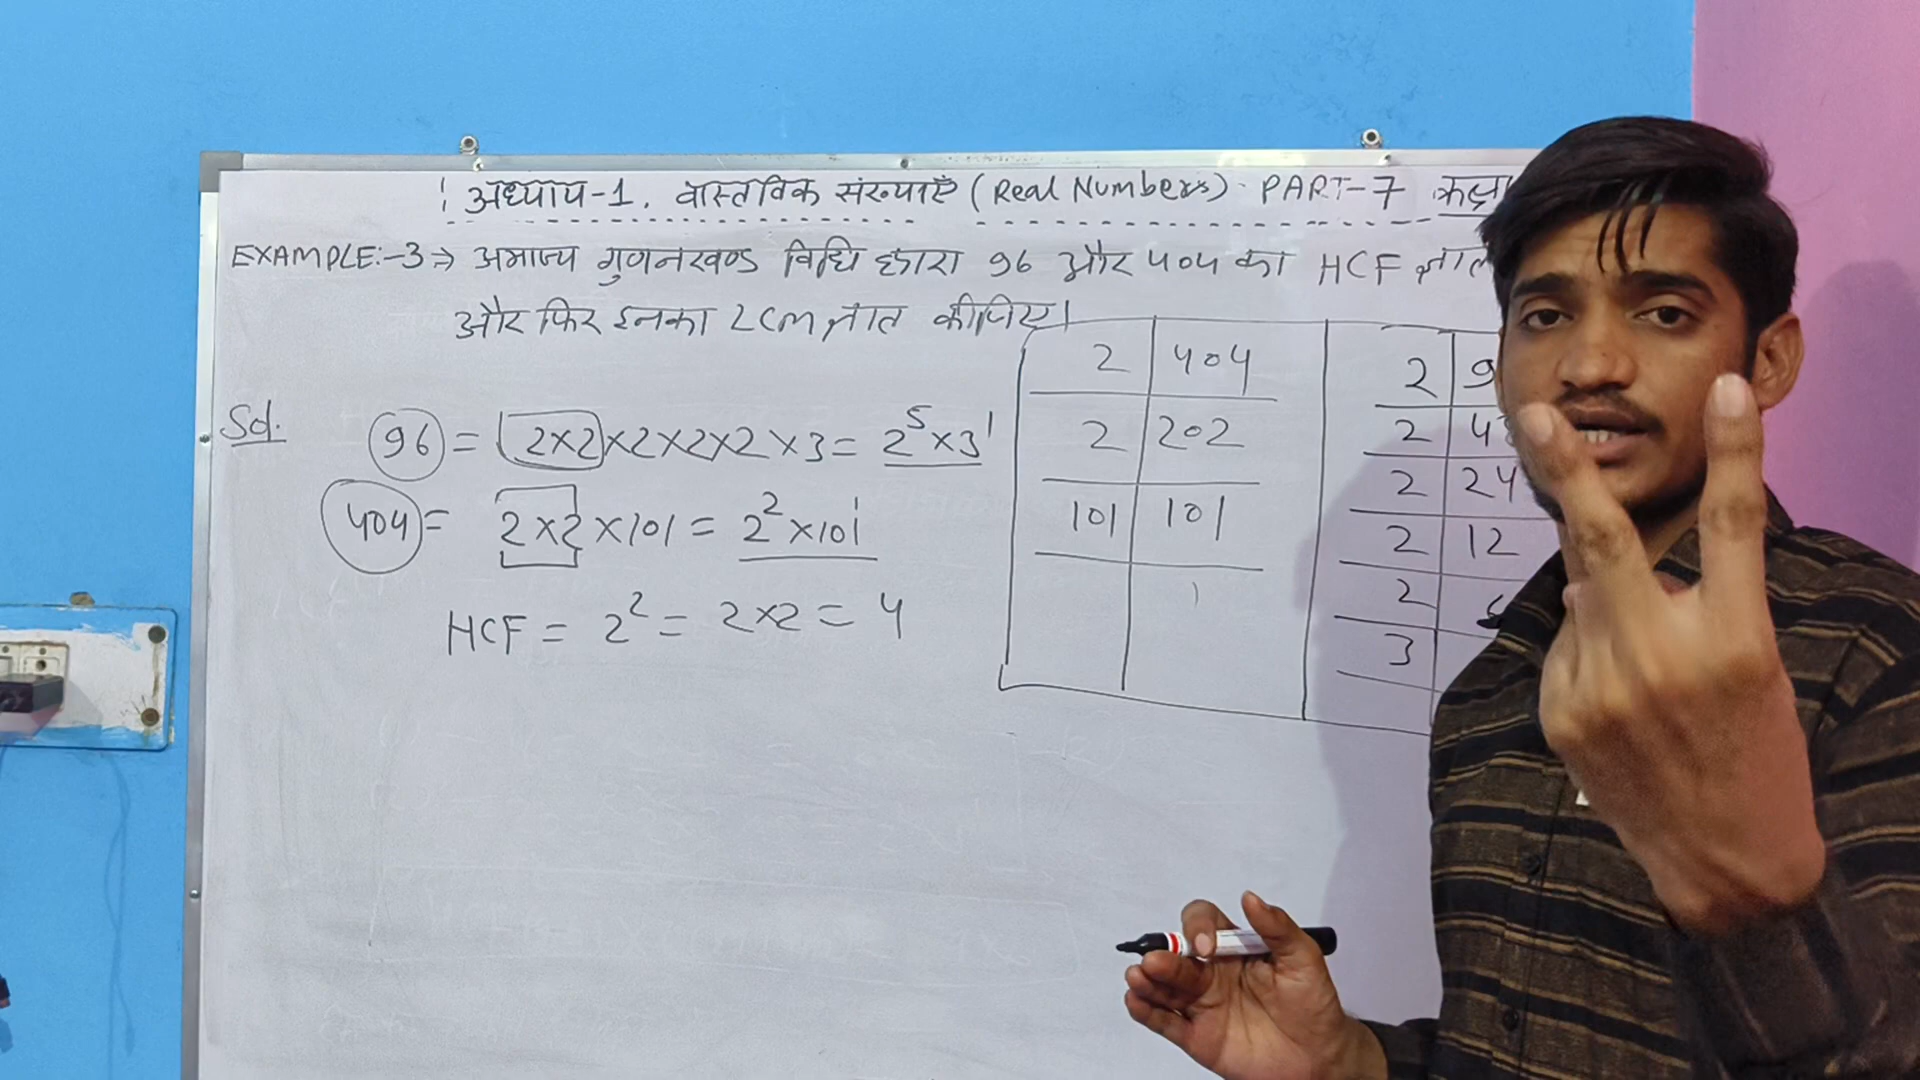 अध्याय-1. वास्तविक संख्याएँ (Real Numbers). PART-7
EXAMPLE:-3⇒ अभाज्य गुणनखण्ड विधि द्वारा 96 और 404 का HCF
और फिर इनका LCM ज्ञात कीजिए।
Sol. 96 = 2×2×2×2×2×3 = 2⁵×3¹
404 = 2×2×101 = 2²×101
HCF = 2² = 2×2 = 4
2 | 404
2 | 202
101 | 101
1
2 | 9
2 | 4
2 | 24
2 | 12
2
3